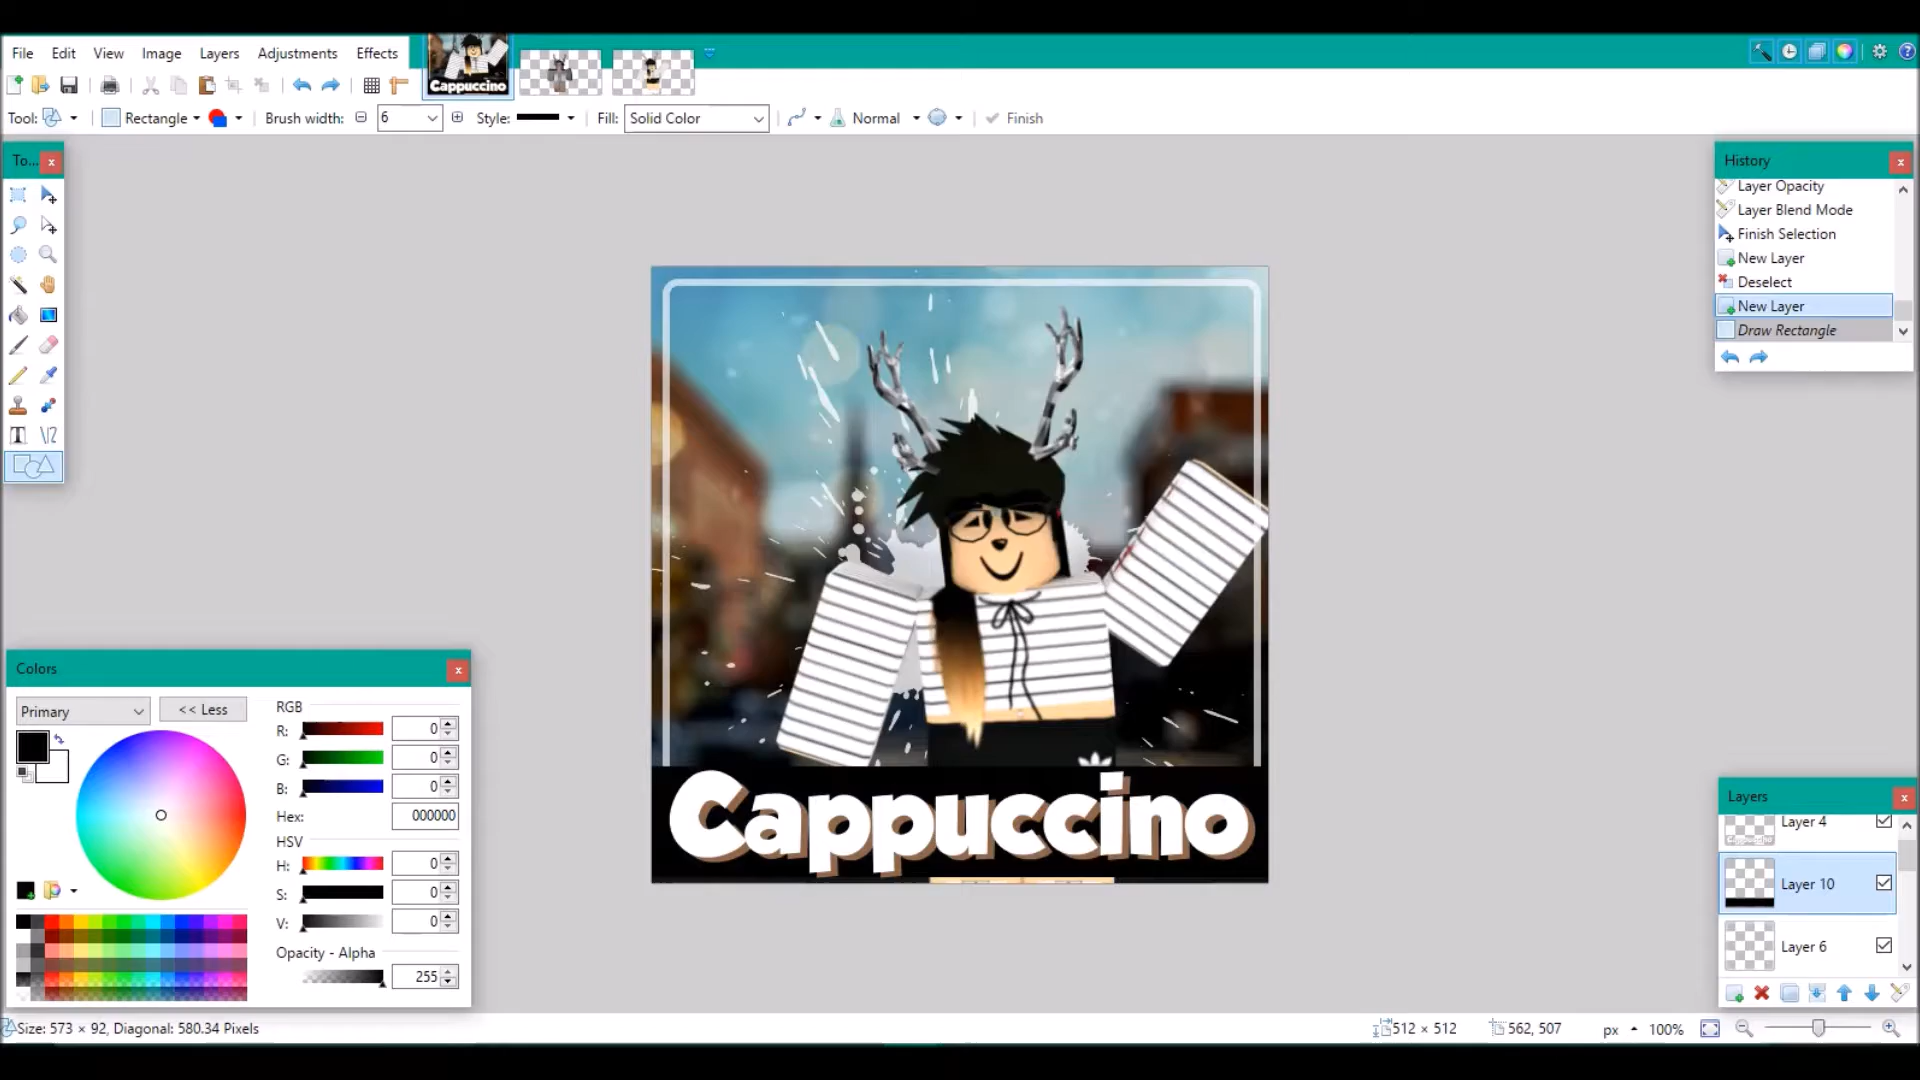 File Edit View Image Layers Adjustments Effects
Cappuccino
Tool: Rectangle Brush width: 6 Style: Fill: Solid Color Normal Finish
To...
History
Layer Opacity
Layer Blend Mode
Finish Selection
New Layer
Deselect
New Layer
Draw Rectangle
Cappuccino
Colors
Primary
<< Less
RGB
R: 0
G: 0
B: 0
Hex: 000000
HSV
H: 0
S: 0
V: 0
Opacity - Alpha
255
Layers
Layer 4
Layer 10
Layer 6
Size: 573 × 92, Diagonal: 580.34 Pixels
512 × 512 562, 507 px 100%